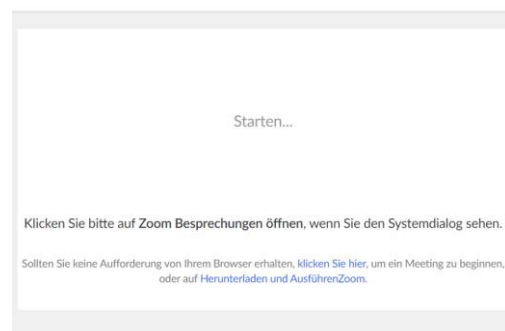 Starten...
Klicken Sie bitte auf Zoom Besprechungen öffnen, wenn Sie den Systemdialog sehen.
Sollten Sie keine Aufforderung von Ihrem Browser erhalten, klicken Sie hier, um ein Meeting zu beginnen,
oder auf Herunterladen und AusführenZoom.